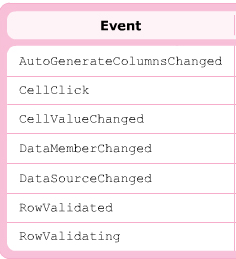 Event
AutoGenerateColumnsChanged
CellClick
CellValueChanged
DataMemberChanged
DataSourceChanged
RowValidated
RowValidating